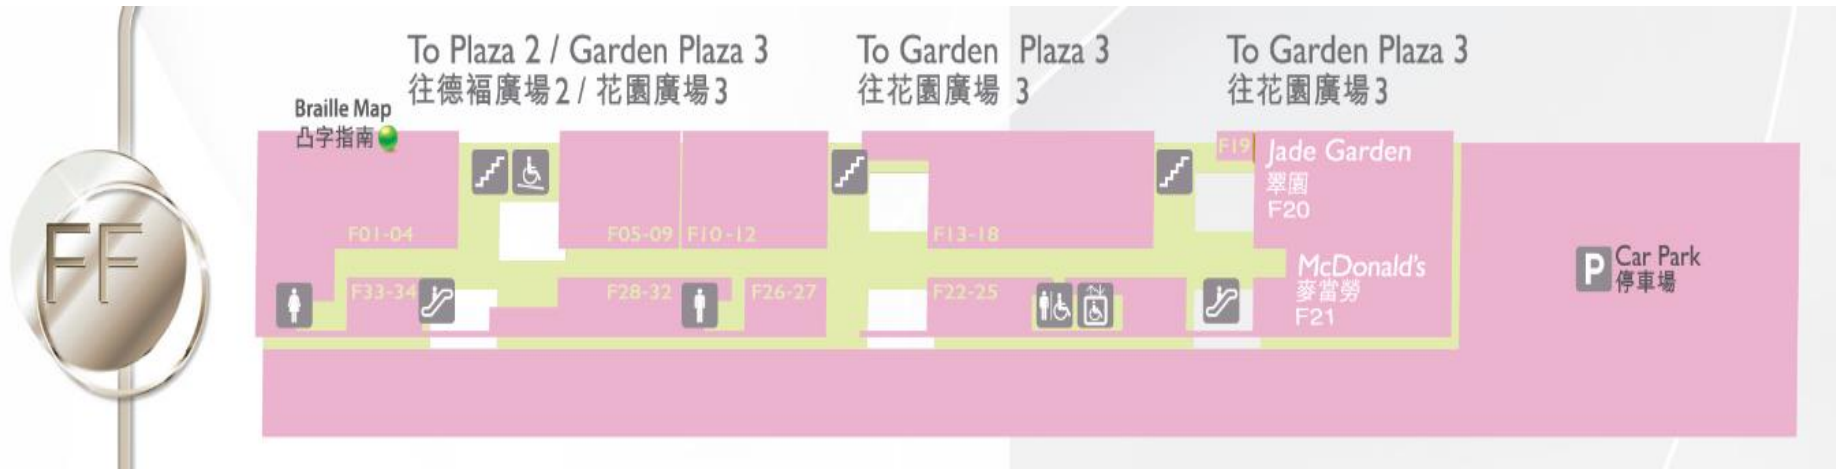 To Plaza 2 / Garden Plaza 3
往德福廣場2 / 花園廣場3
To Garden Plaza 3
往花園廣場 3
To Garden Plaza 3
往花園廣場3
Braille Map
凸字指南
F19
Jade Garden
翠園
F20
F01-04
F05-09
F10-12
F13-18
McDonald's
麥當勞
F21
Car Park
停車場
P
F33-34
F28-32
F26-27
F22-25
FF